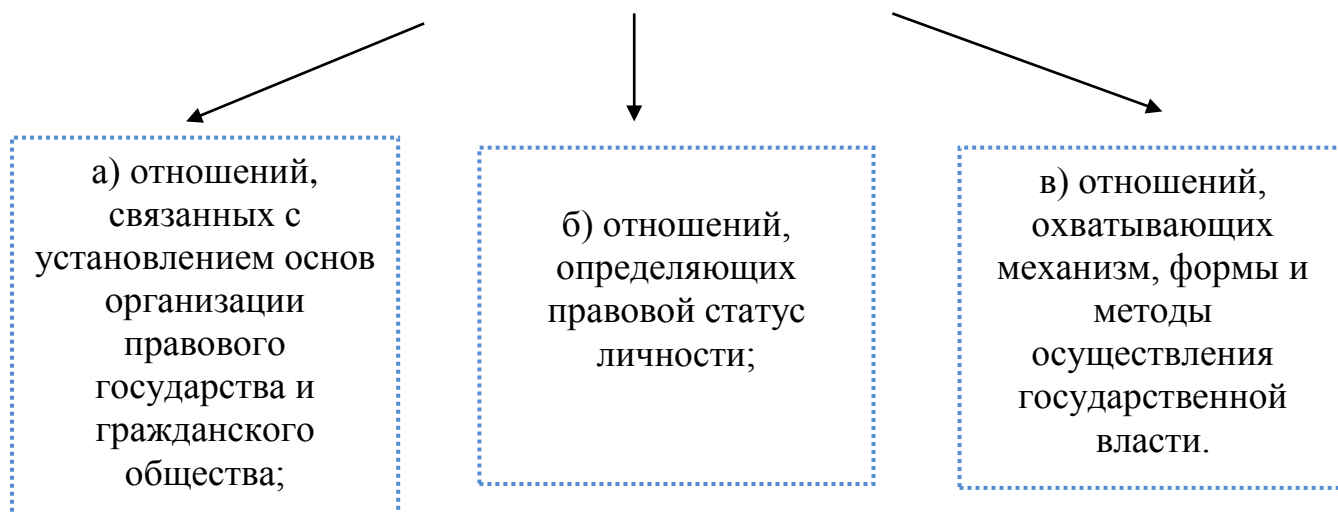 а) отношений,
связанных с
установлением основ
организации
правового
государства и
гражданского
общества;
б) отношений,
определяющих
правовой статус
личности;
в) отношений,
охватывающих
механизм, формы и
методы
осуществления
государственной
власти.